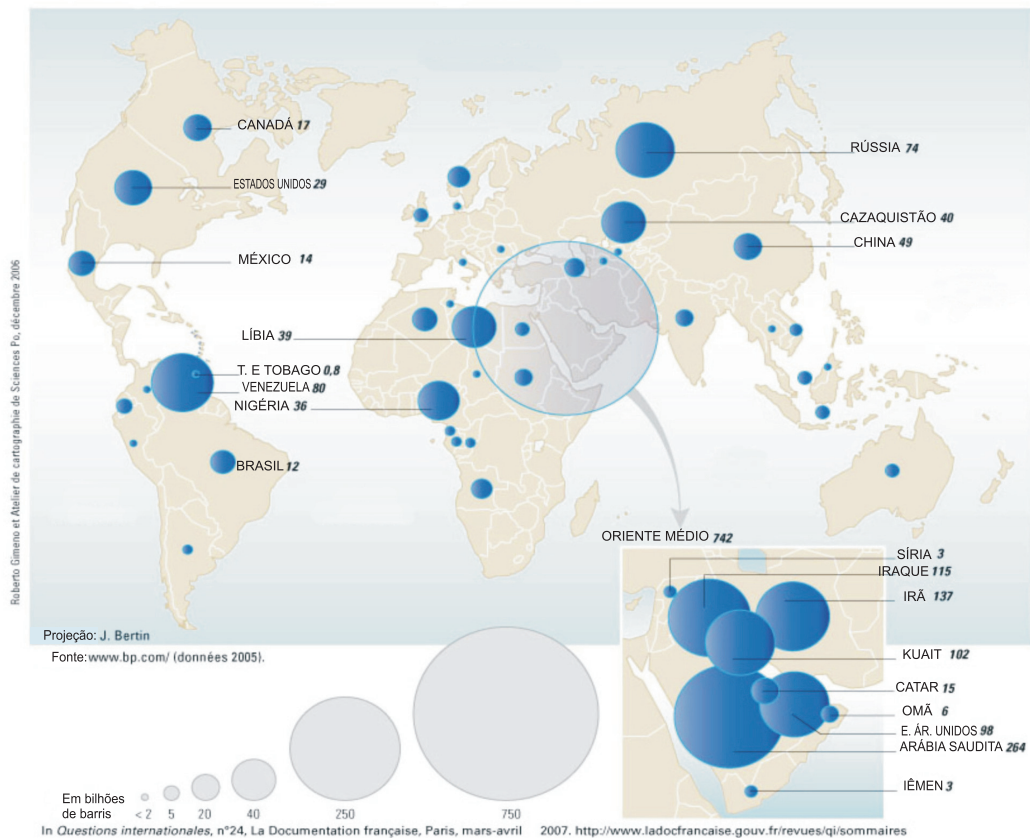 Roberto Gimeno et Atelier de cartographie de Sciences Po, décembre 2006
CANADÁ 17
ESTADOS UNIDOS 29
MÉXICO 14
RÚSSIA 74
CAZAQUISTÃO 40
CHINA 49
LÍBIA 39
T. E TOBAGO 0,8
VENEZUELA 80
NIGÉRIA 36
BRASIL 12
ORIENTE MÉDIO 742
SÍRIA 3
IRAQUE 115
IRÃ 137
KUAIT 102
CATAR 15
OMÃ 6
E. ÁR. UNIDOS 98
ARÁBIA SAUDITA 264
IÊMEN 3
Projeção: J. Bertin
Fonte: www.bp.com/ (données 2005).
Em bilhões
de barris
< 2 5 20 40 250 750
In Questions internationales, n°24, La Documentation française, Paris, mars-avril 2007. http://www.ladocfrancaise.gouv.fr/revues/qi/sommaires